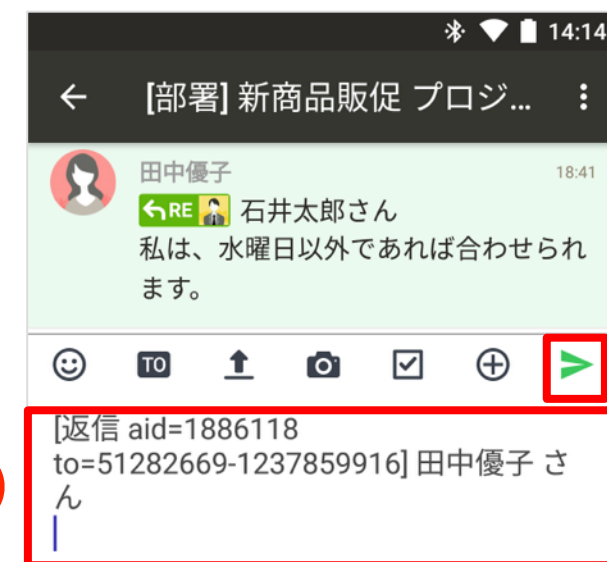 14:14
[部署] 新商品販促 プロジ...
田中優子
18:41
RE 石井太郎さん
私は、水曜日以外であれば合わせられ
ます。
TO
[返信 aid=1886118
to=51282669-1237859916] 田中優子 さ
ん